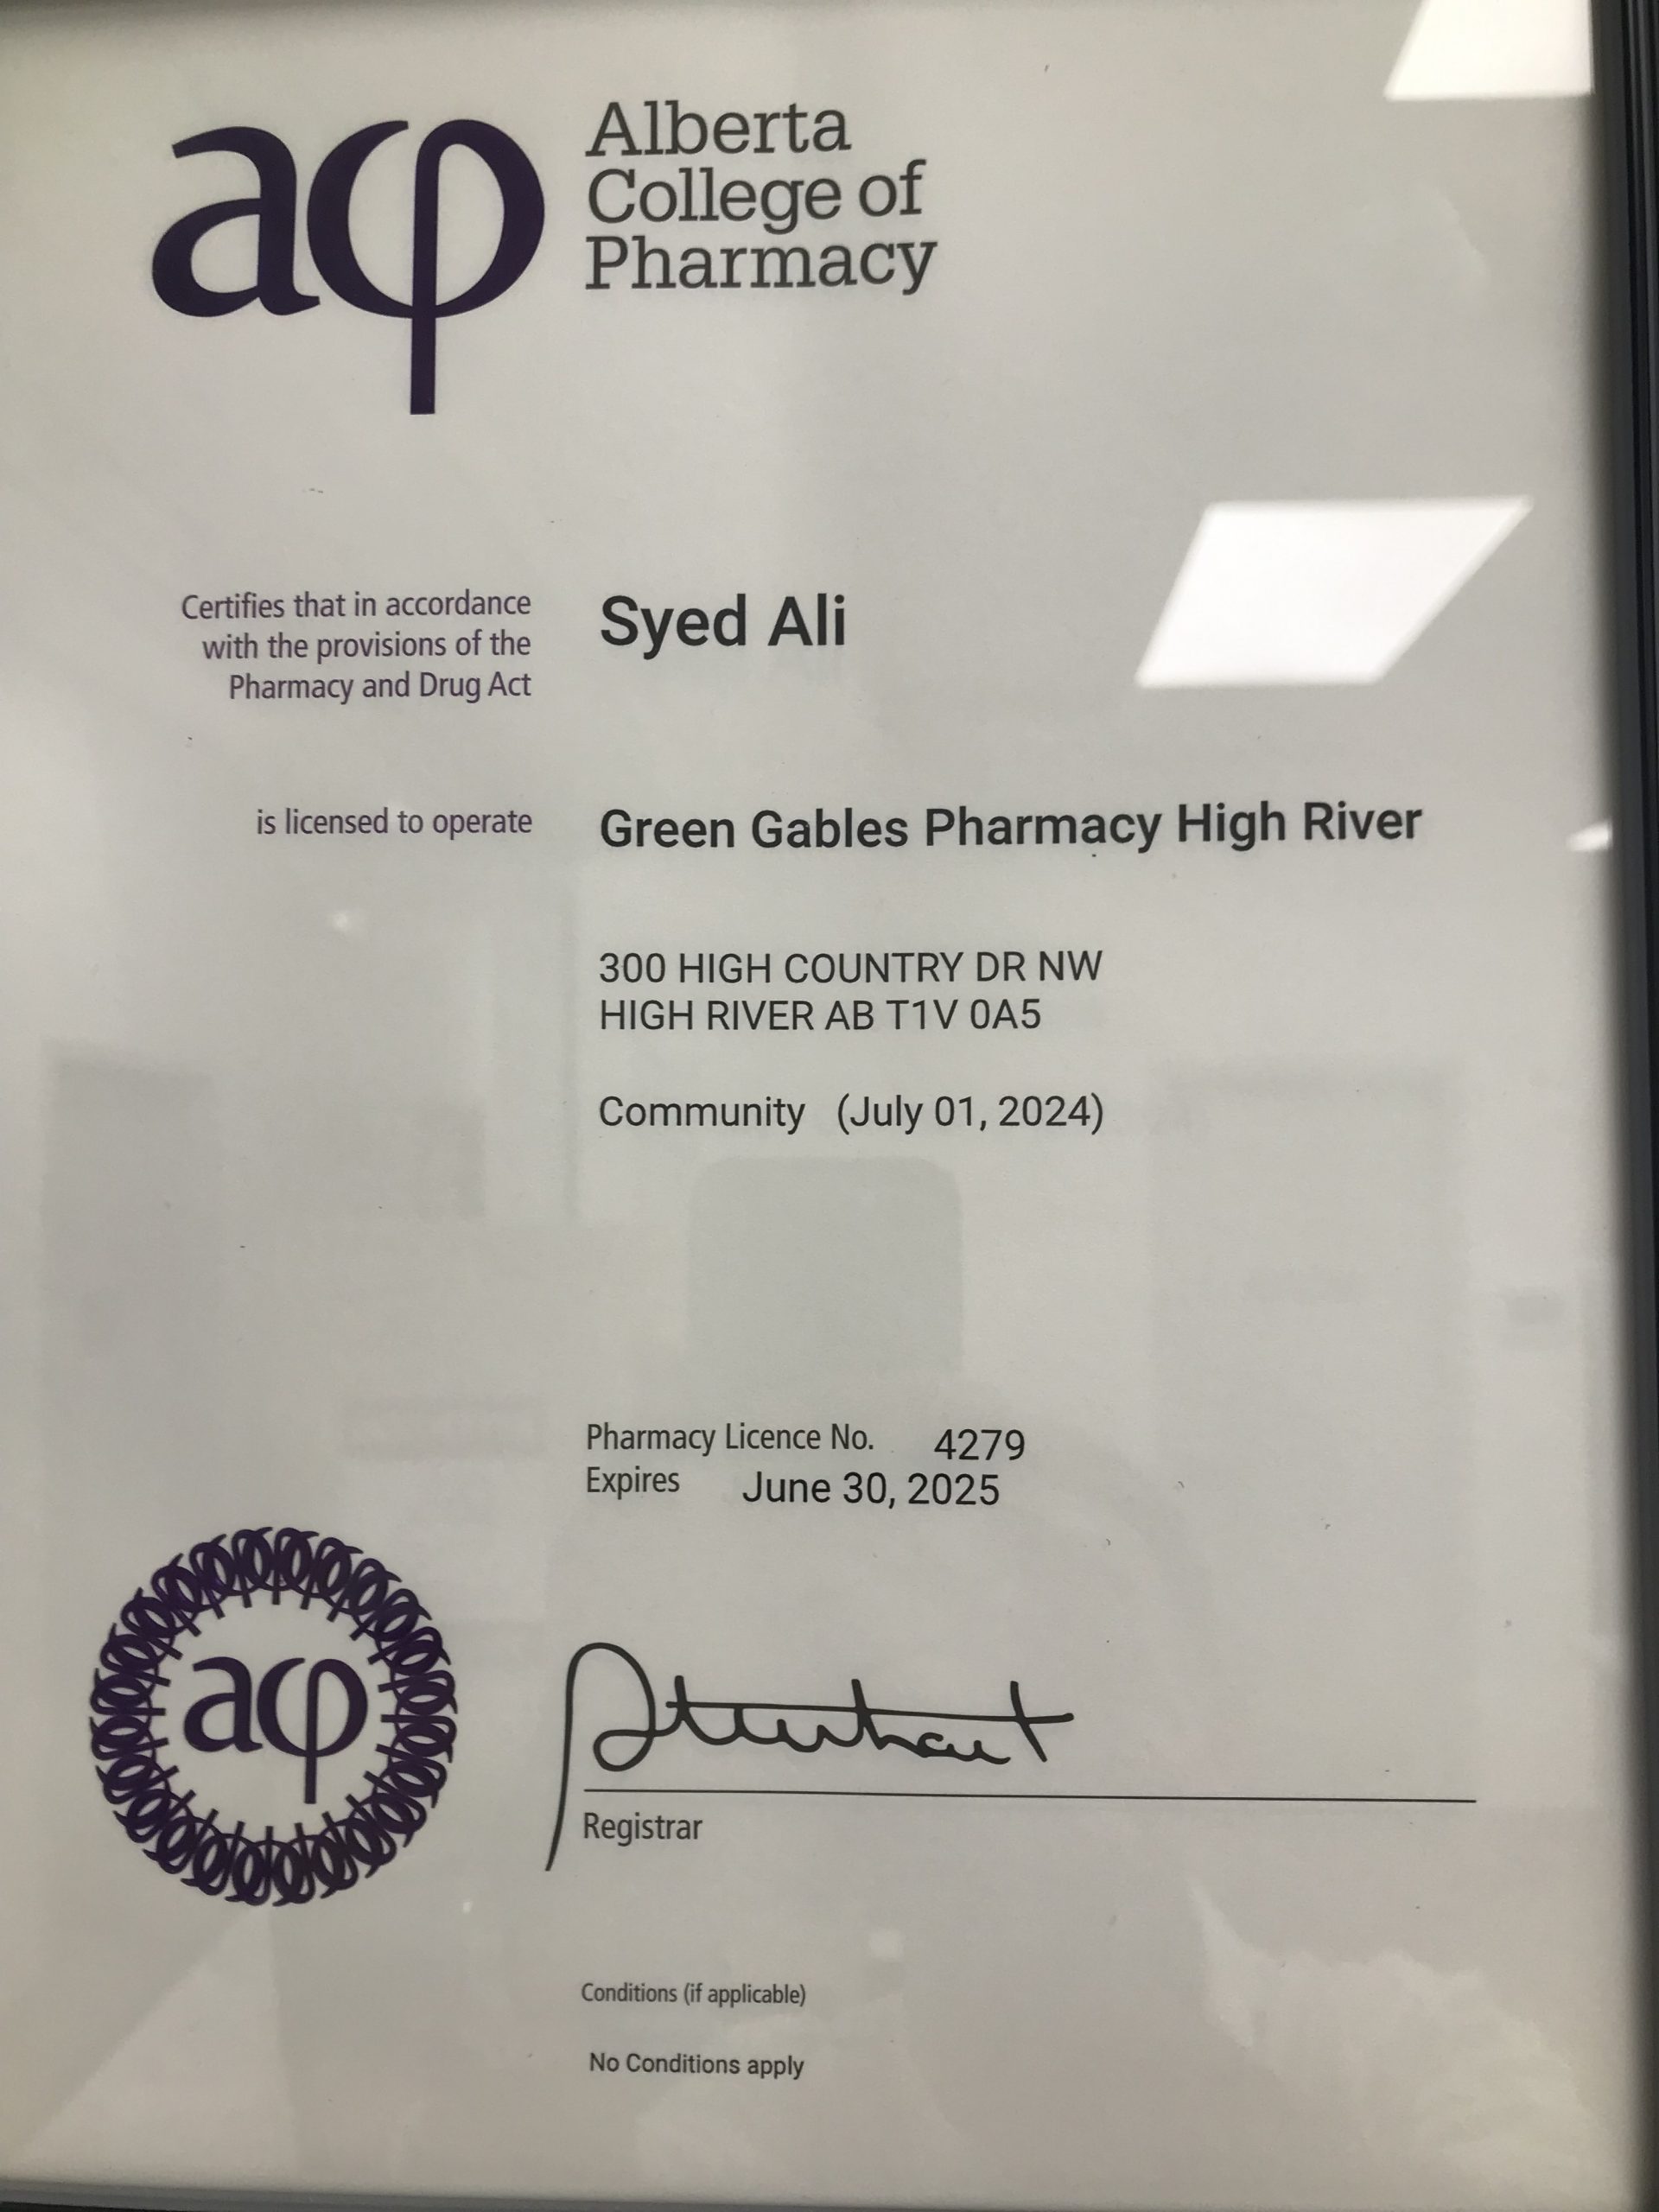 acp
Alberta
College of
Pharmacy
Certifies that in accordance
with the provisions of the
Pharmacy and Drug Act
Syed Ali
is licensed to operate
Green Gables Pharmacy High River
300 HIGH COUNTRY DR NW
HIGH RIVER AB T1V 0A5
Community (July 01, 2024)
Pharmacy Licence No. 4279
Expires June 30, 2025
acp
Registrar
Conditions (if applicable)
No Conditions apply